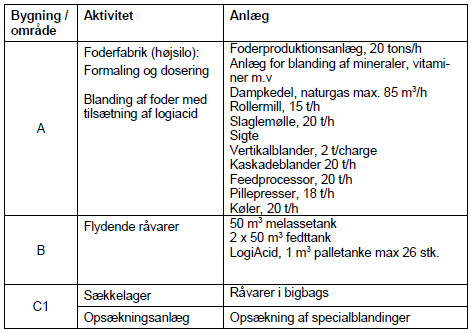 Bygning /
område
Aktivitet
Anlæg
A
Foderfabrik (højsilo):
Formaling og dosering
Blanding af foder med
tilsætning af logiacid
Foderproduktionsanlæg, 20 tons/h
Anlæg for blanding af mineraler, vitami-
ner m.v
Dampkedel, naturgas max. 85 m³/h
Rollermill, 15 t/h
Slaglemølle, 20 t/h
Sigte
Vertikalblander, 2 t/charge
Kaskadeblander 20 t/h
Feedprocessor, 20 t/h
Pillepresser, 18 t/h
Køler, 20 t/h
B
Flydende råvarer
50 m³ melassetank
2 x 50 m³ fedttank
LogiAcid, 1 m³ palletanke max 26 stk.
C1
Sækkelager
Råvarer i bigbags
Opsækningsanlæg
Opsækning af specialblandinger